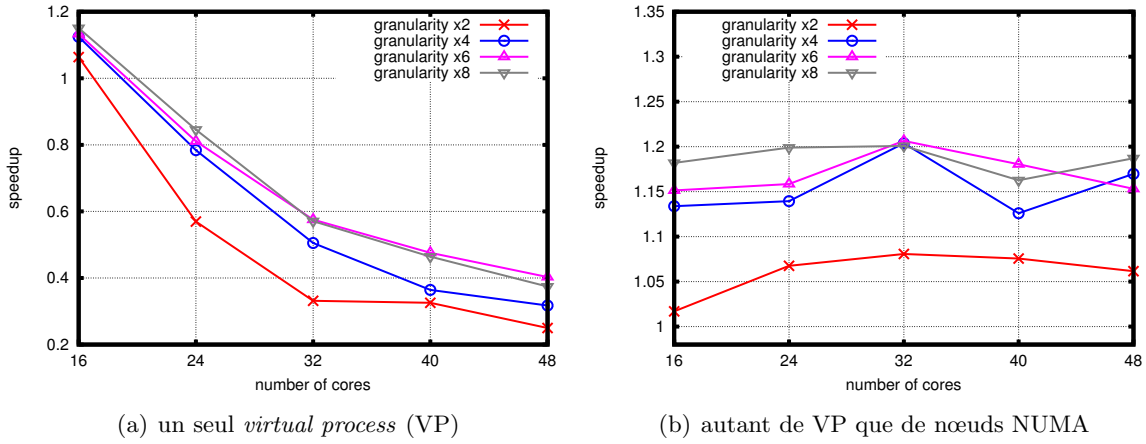 1.2
1
0.8
0.6
0.4
0.2
16 24 32 40 48
speedup
number of cores
granularity x2
granularity x4
granularity x6
granularity x8
(a) un seul virtual process (VP)
1.35
1.3
1.25
1.2
1.15
1.1
1.05
1
16 24 32 40 48
speedup
number of cores
granularity x2
granularity x4
granularity x6
granularity x8
(b) autant de VP que de nœuds NUMA